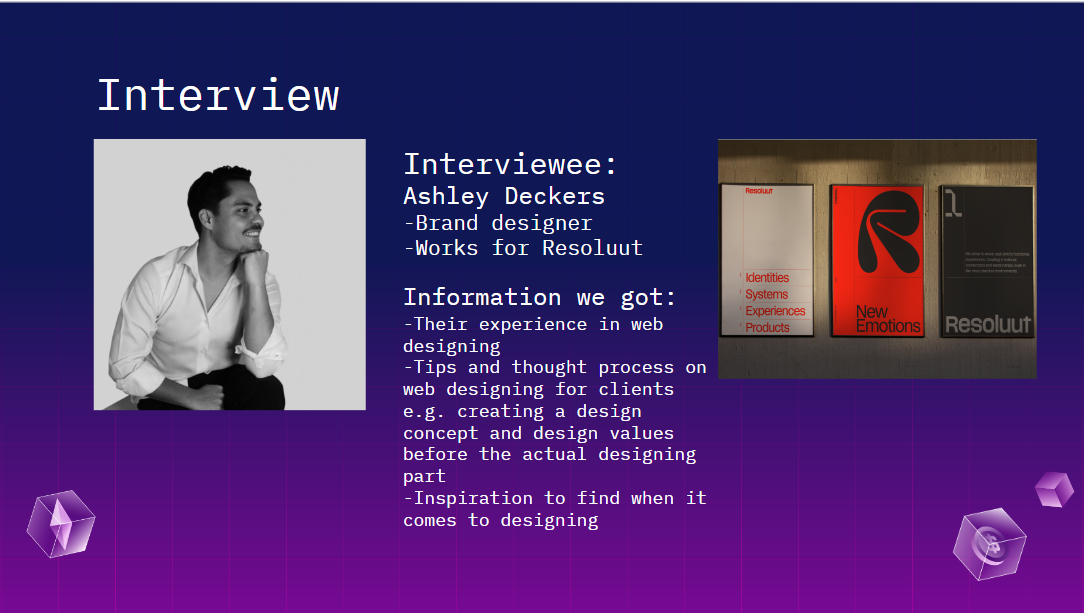 Interview
Interviewee:
Ashley Deckers
-Brand designer
-Works for Resoluut
Information we got:
-Their experience in web
designing
-Tips and thought process on
web designing for clients
e.g. creating a design
concept and design values
before the actual designing
part
-Inspiration to find when it
comes to designing
Resoluut
Identities
Systems
Experiences
Products
New
Emotions
1
Resoluut